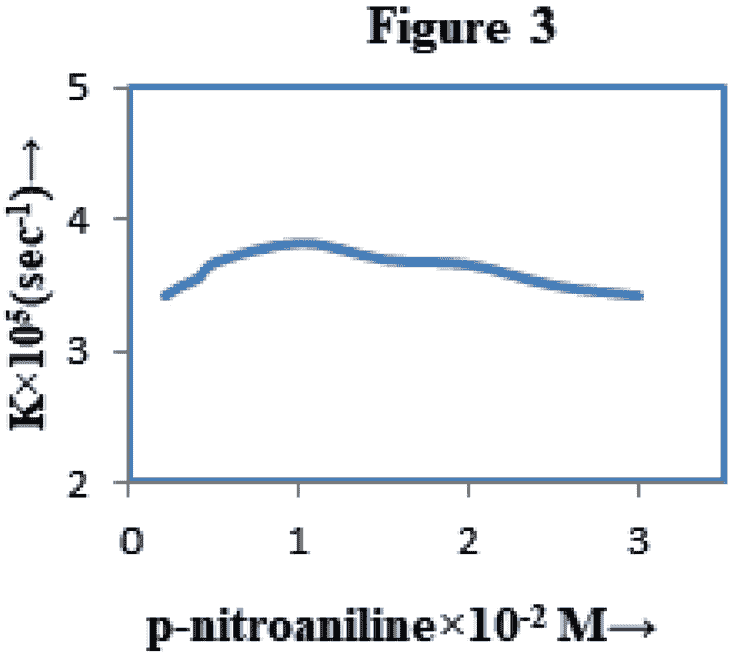 Figure 3
5
4
3
2
K×10⁵(sec⁻¹)→
0 1 2 3
p-nitroaniline×10⁻² M→